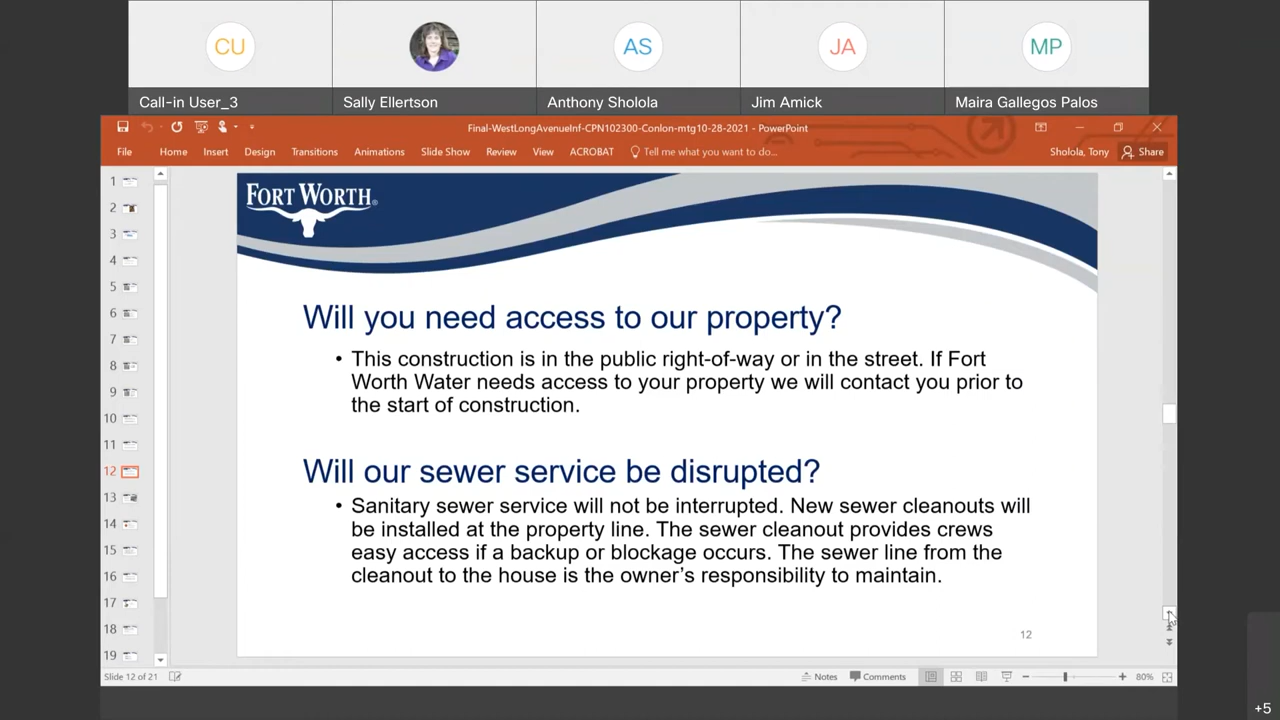 CU
AS
JA
MP
Call-in User_3
Sally Ellertson
Anthony Sholola
Jim Amick
Maira Gallegos Palos
Final-WestLongAvenueInf-CPN102300-Conlon-mtg10-28-2021 - PowerPoint
File Home Insert Design Transitions Animations Slide Show Review View ACROBAT Tell me what you want to do... Sholola, Tony Share
1
2
3
4
5
6
7
8
9
10
11
12
13
14
15
16
17
18
19
FORT WORTH®
Will you need access to our property?
• This construction is in the public right-of-way or in the street. If Fort
Worth Water needs access to your property we will contact you prior to
the start of construction.
Will our sewer service be disrupted?
• Sanitary sewer service will not be interrupted. New sewer cleanouts will
be installed at the property line. The sewer cleanout provides crews
easy access if a backup or blockage occurs. The sewer line from the
cleanout to the house is the owner's responsibility to maintain.
12
Slide 12 of 21 Notes Comments 80%
+5